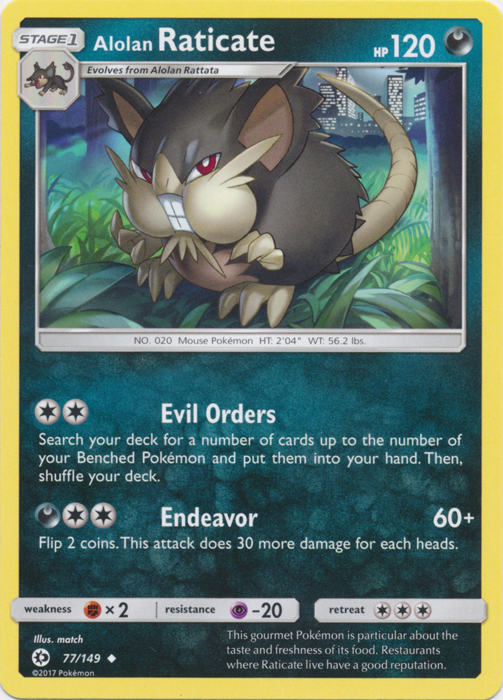 STAGE1
Alolan Raticate
HP 120
Evolves from Alolan Rattata
NO. 020 Mouse Pokémon HT: 2'04" WT: 56.2 lbs.
Evil Orders
Search your deck for a number of cards up to the number of
your Benched Pokémon and put them into your hand. Then,
shuffle your deck.
Endeavor 60+
Flip 2 coins. This attack does 30 more damage for each heads.
weakness ×2 resistance -20 retreat
Illus. match
77/149
©2017 Pokémon
This gourmet Pokémon is particular about the
taste and freshness of its food. Restaurants
where Raticate live have a good reputation.